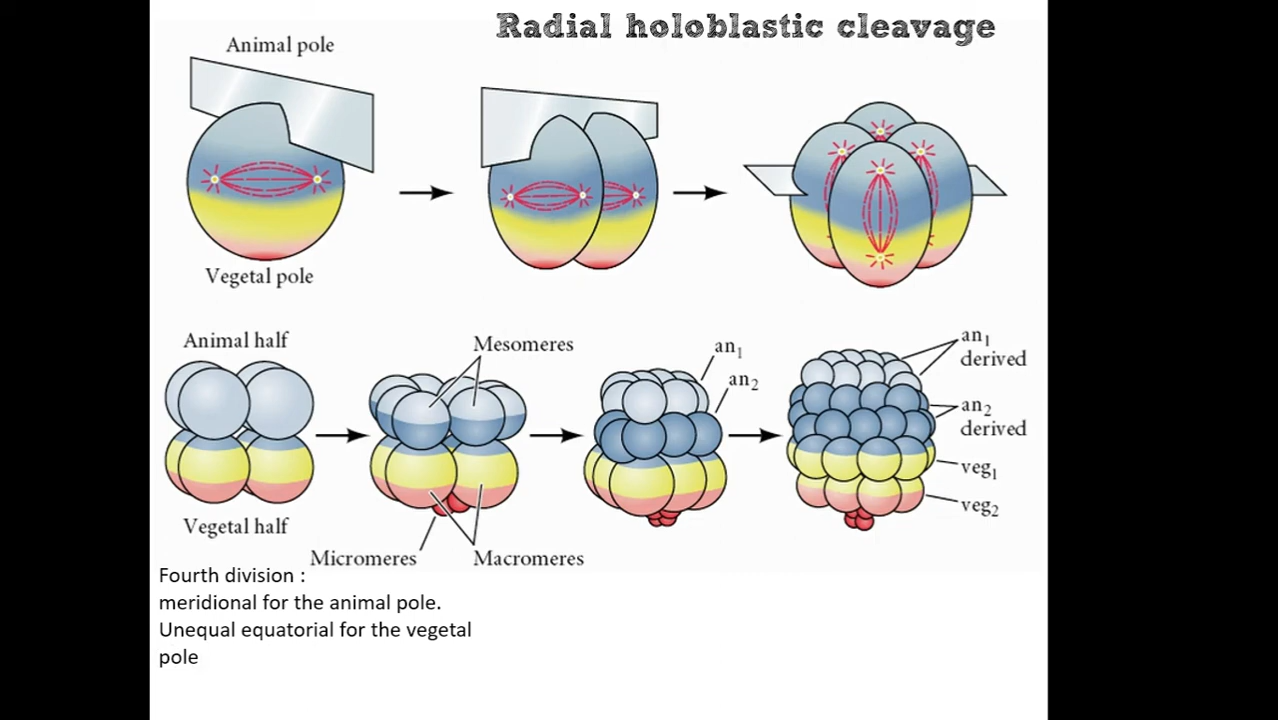 Radial holoblastic cleavage
Animal pole
Vegetal pole
Animal half
Mesomeres
an₁
an₂
an₁
derived
an₂
derived
veg₁
veg₂
Vegetal half
Micromeres
Macromeres
Fourth division :
meridional for the animal pole.
Unequal equatorial for the vegetal
pole